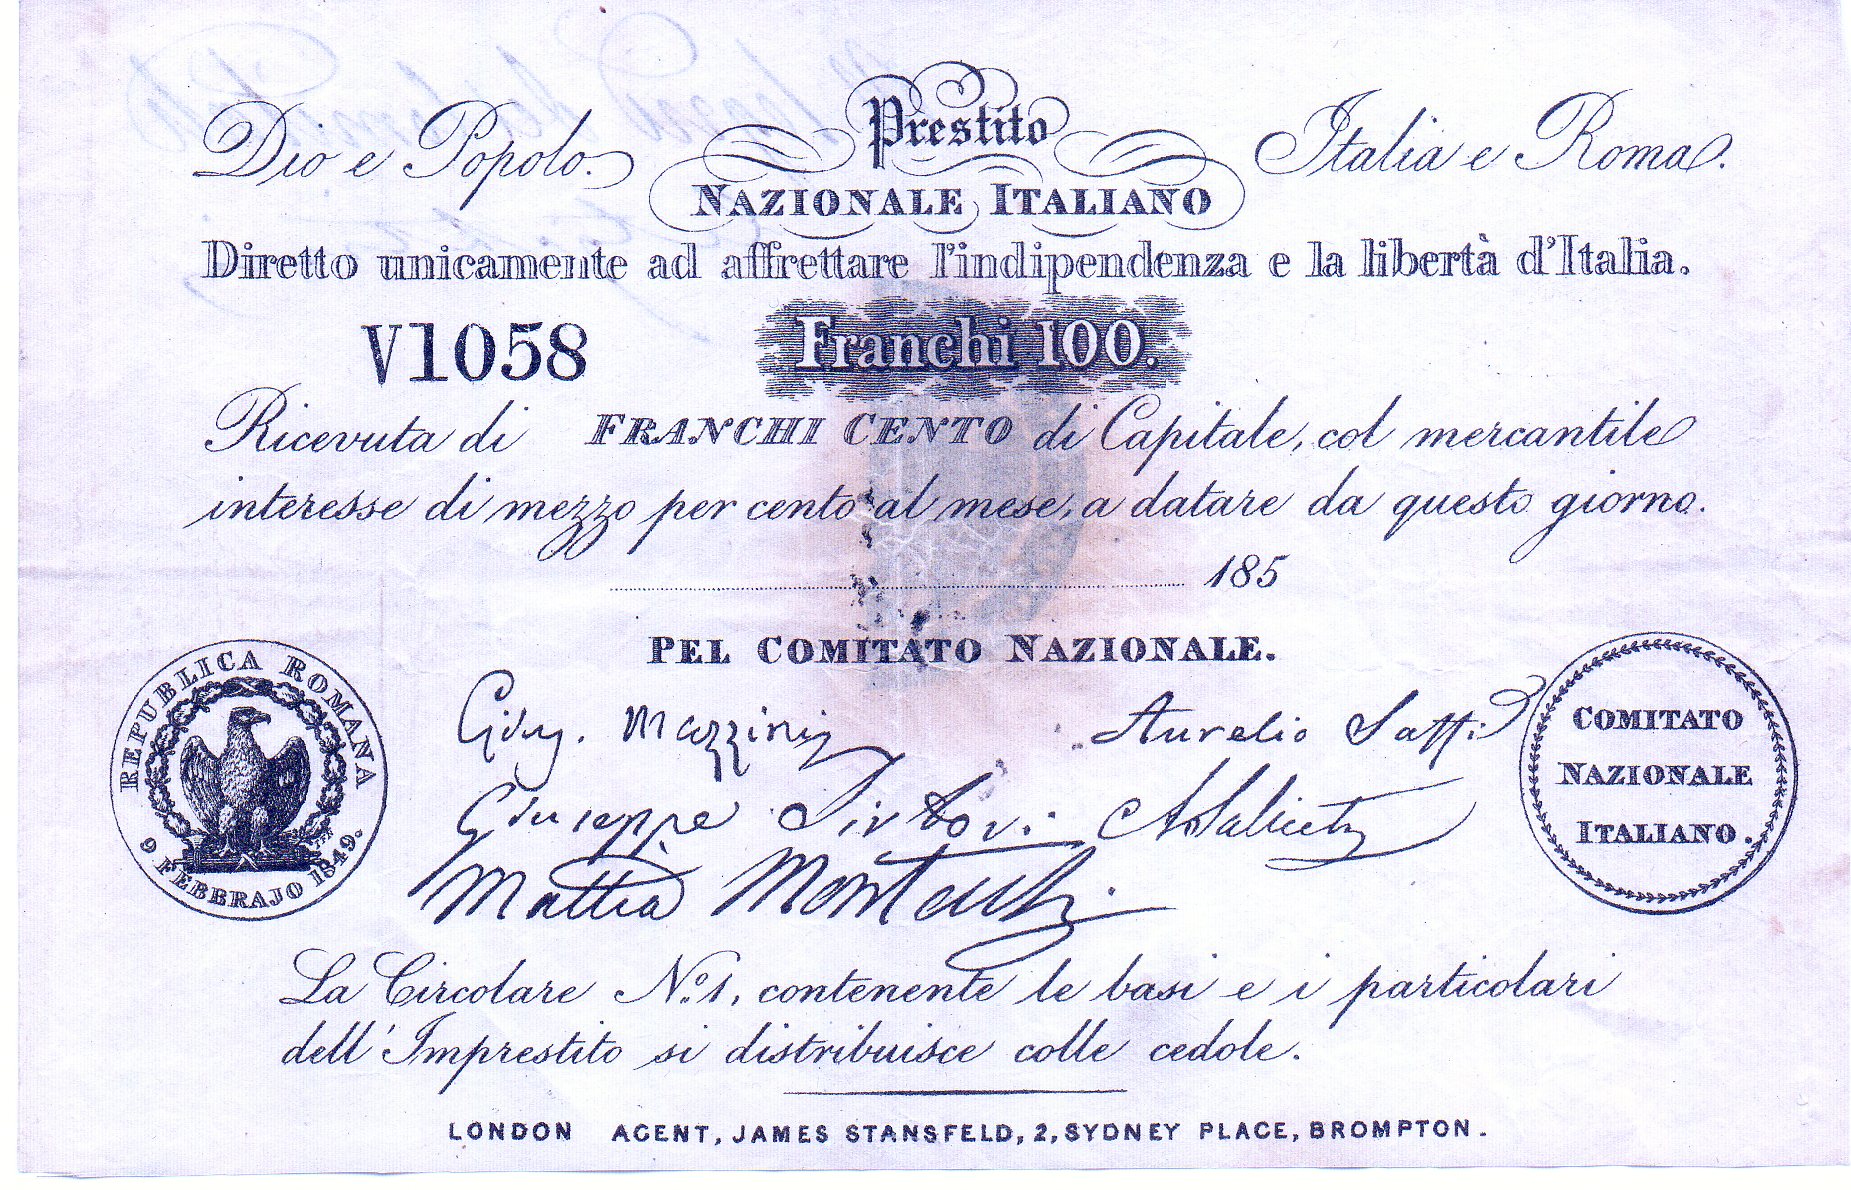 Dio e Popolo. Prestito Italia e Roma.
NAZIONALE ITALIANO
Diretto unicamente ad affrettare l'indipendenza e la libertà d'Italia.
V1058 Franchi 100.
Ricevuta di FRANCHI CENTO di Capitale, col mercantile
interesse di mezzo per cento al mese, a datare da questo giorno.
185
PEL COMITATO NAZIONALE.
REPUBLICA ROMANA
9 FEBBRAJO 1849.
Gius. Mazzini Aurelio Saffi
Giuseppe Sirtori A Saliceti
Mattia Montecchi
COMITATO
NAZIONALE
ITALIANO.
La Circolare No. 1, contenente le basi e i particolari
dell' Imprestito si distribuisce colle cedole.
LONDON AGENT, JAMES STANSFELD, 2, SYDNEY PLACE, BROMPTON.